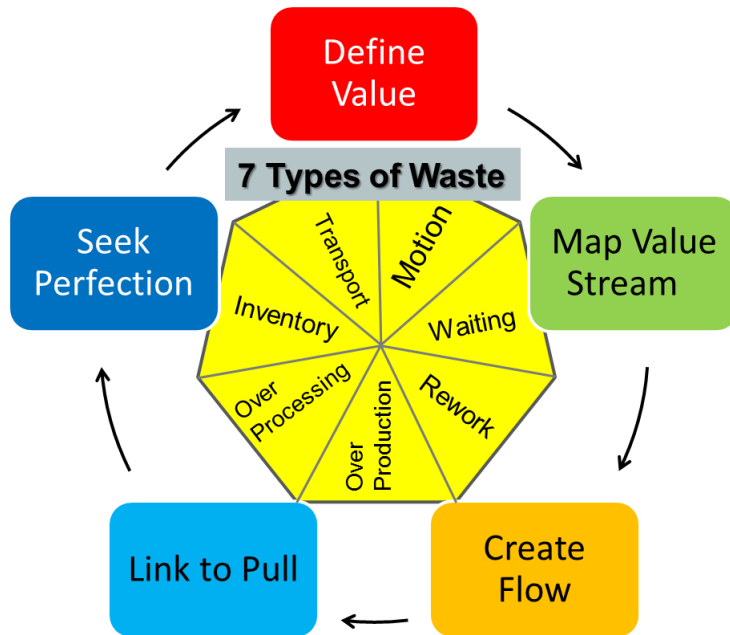 Define
Value
7 Types of Waste
Seek
Perfection
Transport
Motion
Map Value
Stream
Inventory
Waiting
Over
Processing
Over
Production
Rework
Link to Pull
Create
Flow